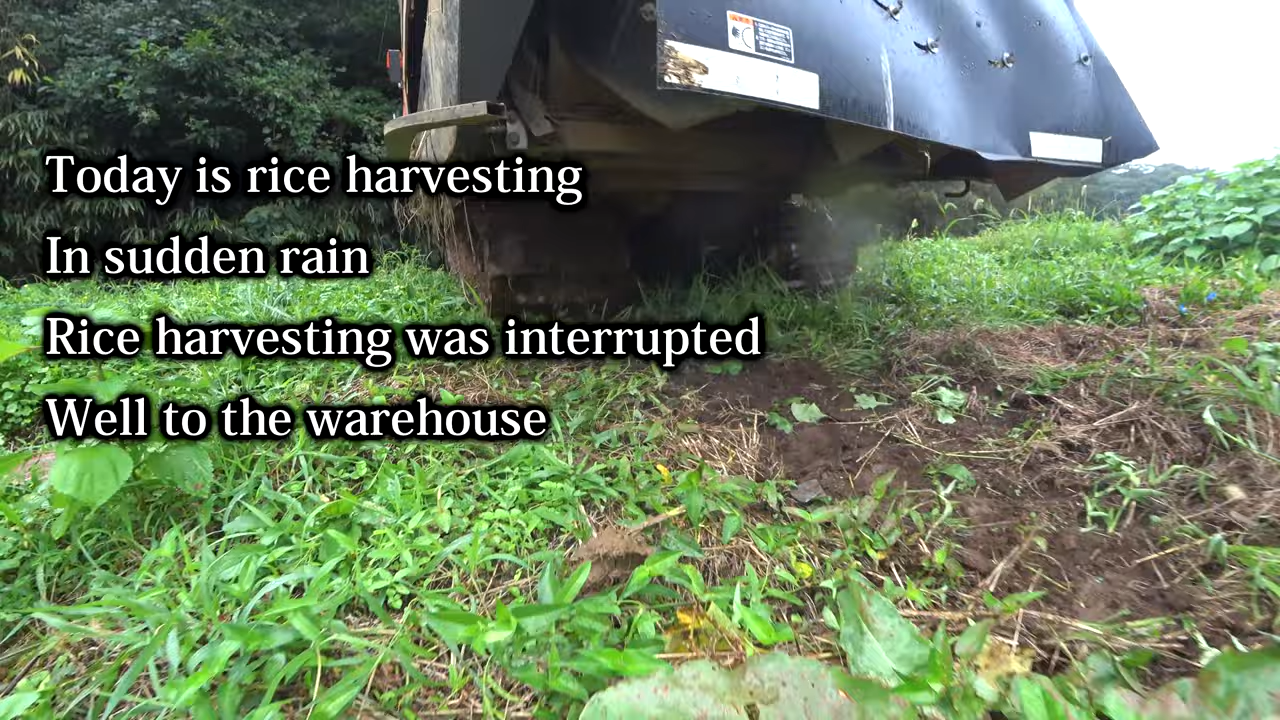 Today is rice harvesting
In sudden rain
Rice harvesting was interrupted
Well to the warehouse